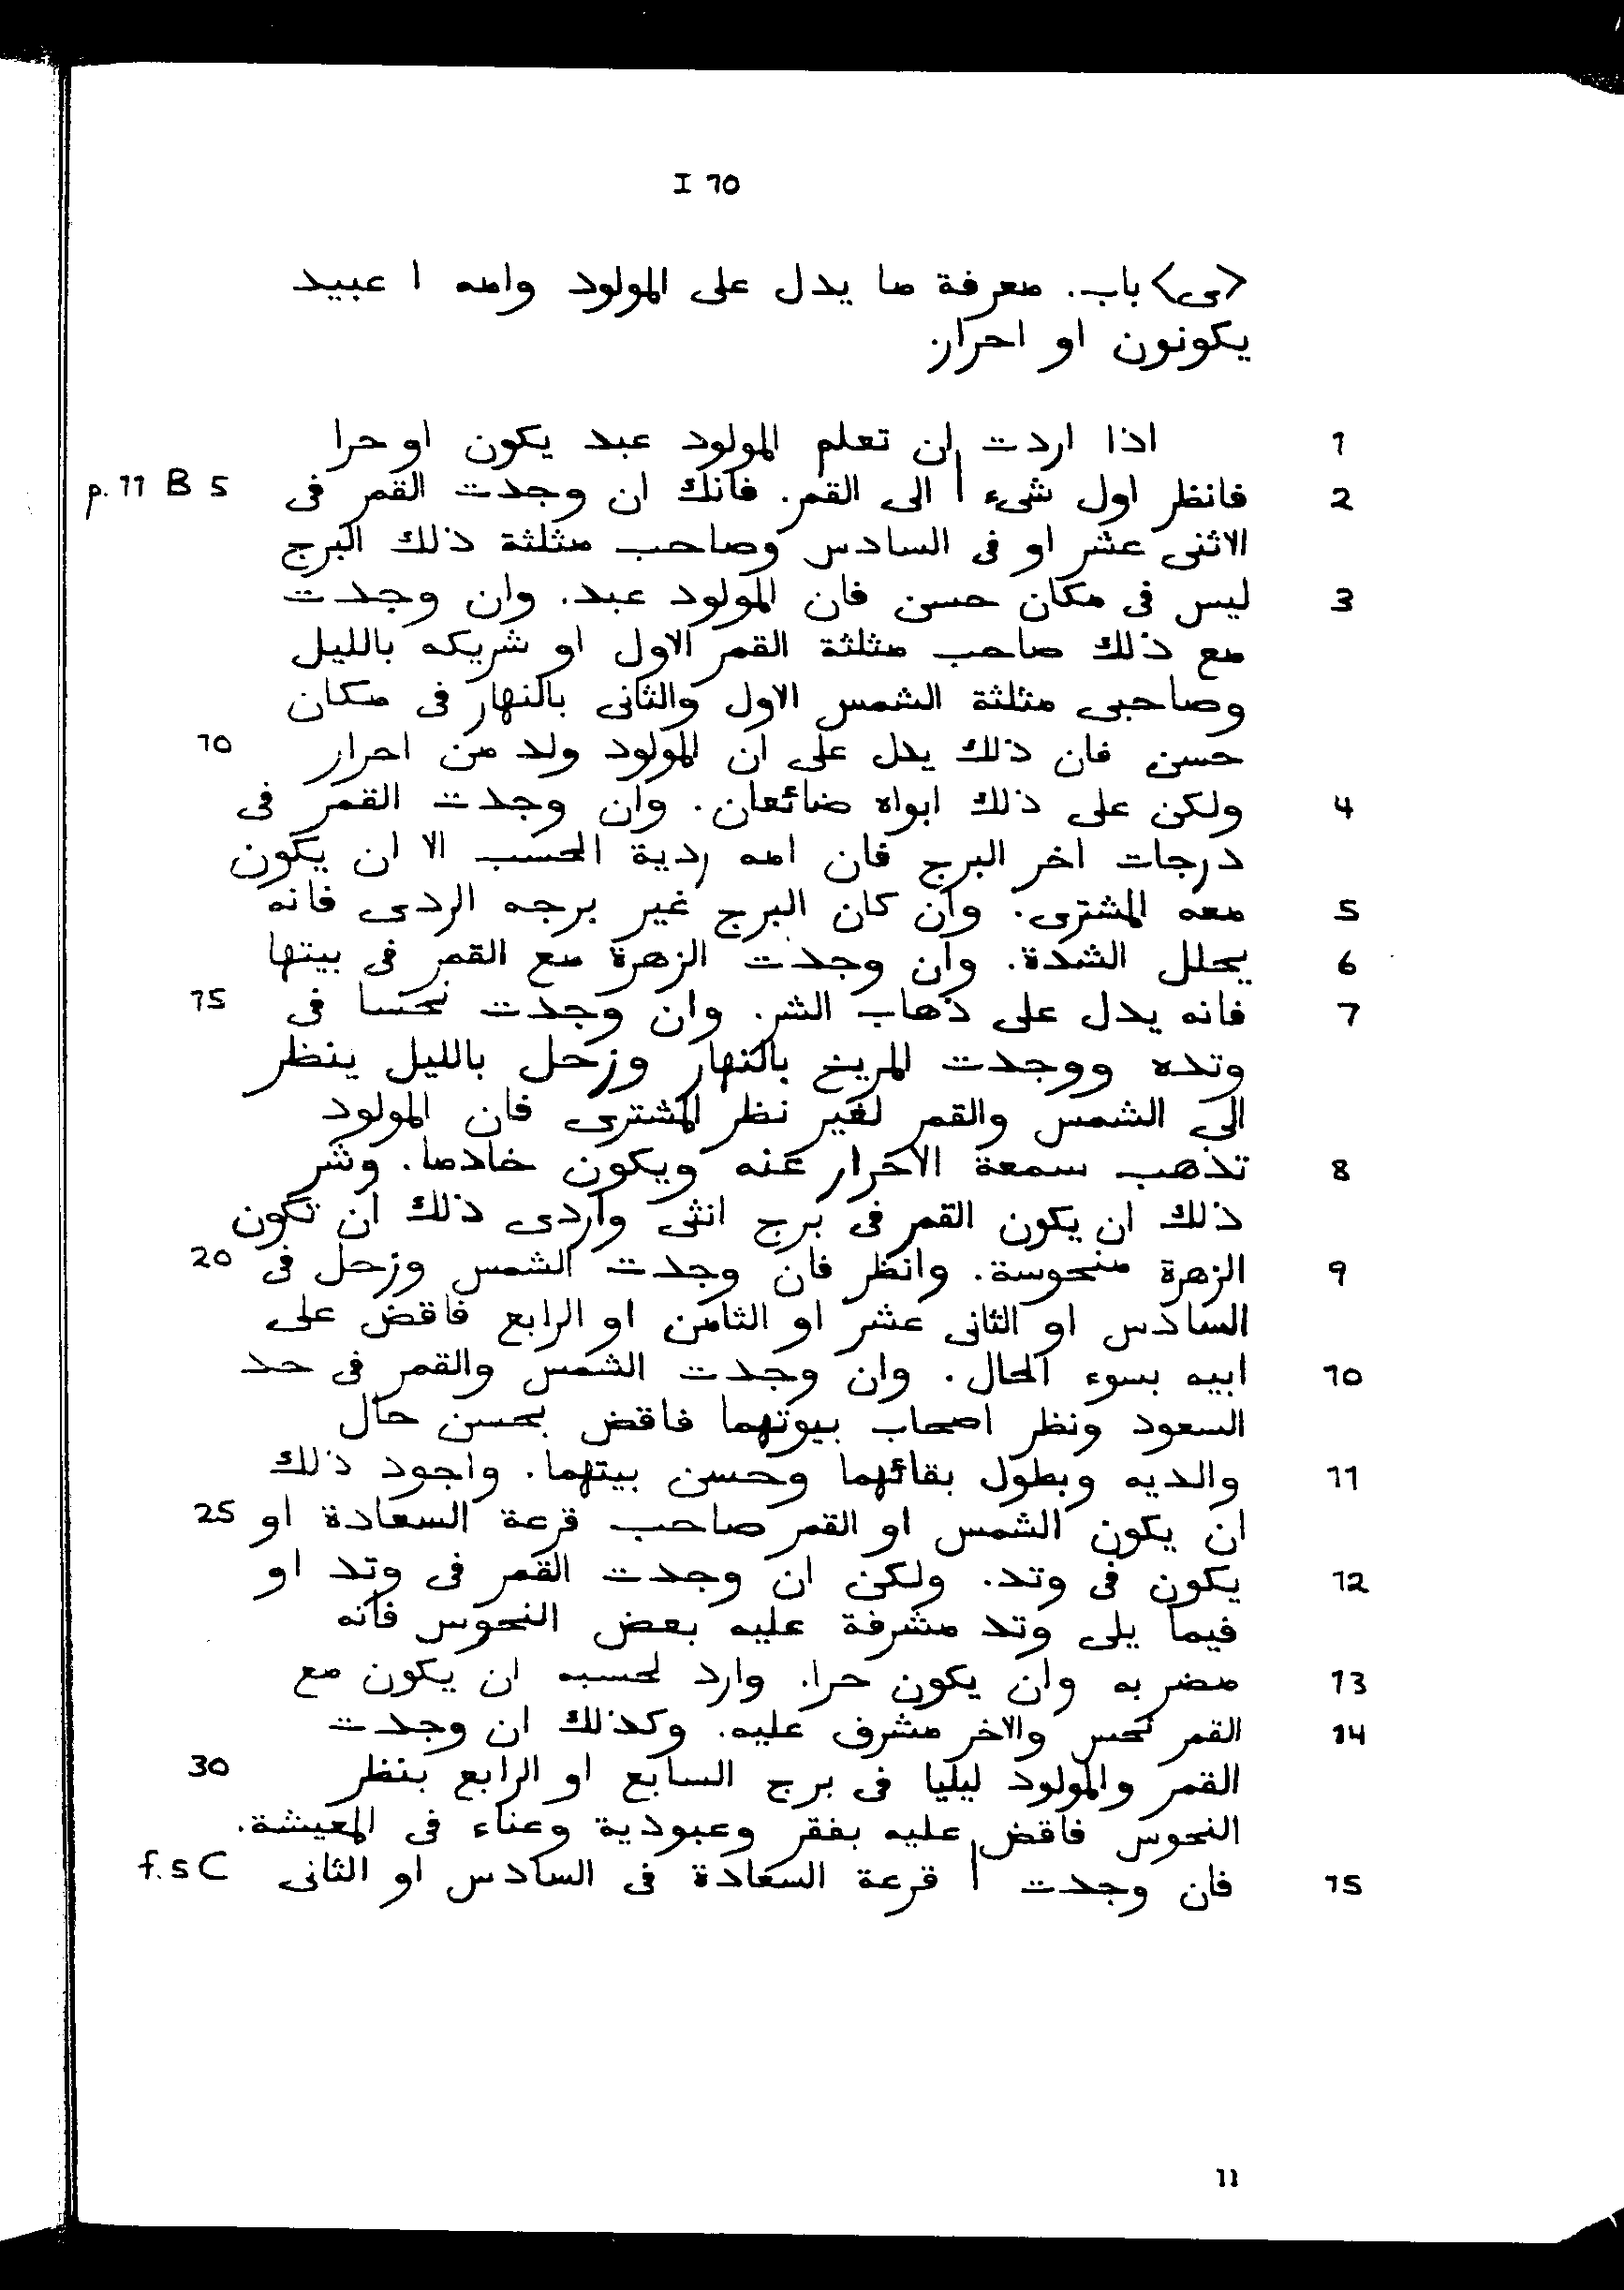 I 10
<ى> باب. معرفة ما يدل على المولود وامه ا عبيد
يكونون او احرار.
1 اذا اردت ان تعلم المولود عبد يكون او حرا
2 فانظر اول شىء | الى القمر. فانك ان وجدت القمر فى p. 11 B 5
الاثنى عشر او فى السادس وصاحب مثلثة ذلك البرج
3 ليس فى مكان حسن فان المولود عبد. وان وجدت
مع ذلك صاحب مثلثة القمر الاول او شريكه بالليل
وصاحبى مثلثة الشمس الاول والثانى بالنهار فى مكان
حسن فان ذلك يدل على ان المولود ولد من احرار 10
4 ولكن على ذلك ابواه ضائعان. وان وجدت القمر فى
درجات اخر البرج فان امه ردية الحسب الا ان يكون
5 معه المشترى. وان كان البرج غير برجه الردى فانه
6 يحلل الشدة. وان وجدت الزهرة مع القمر فى بيتها
7 فانه يدل على ذهاب الشر. وان وجدت نحسا فى 15
وتده ووجدت المريخ بالنهار وزحل بالليل ينظر
الى الشمس والقمر لغير نظر المشترى فان المولود
8 تذهب سمعة الاحرار عنه ويكون خادما. وشر
ذلك ان يكون القمر فى برج انثى واردى ذلك ان تكون
9 الزهرة منحوسة. وانظر فان وجدت الشمس وزحل فى 20
السادس او الثانى عشر او الثامن او الرابع فاقض على
10 ابيه بسوء الحال. وان وجدت الشمس والقمر فى حد
السعود ونظر اصحاب بيوتهما فاقض بحسن حال
11 والديه وبطول بقائهما وحسن بيتهما. واجود ذلك
ان يكون الشمس او القمر صاحب قرعة السعادة او 25
12 يكون فى وتد. ولكن ان وجدت القمر فى وتد او
فيما يلى وتد مشرفة عليه بعض النحوس فانه
13 مضر به وان يكون حرا. وارد لحسبه ان يكون مع
14 القمر نحس والاخر مشرف عليه. وكذلك ان وجدت
القمر والمولود ليليا فى برج السابع او الرابع بنظر 30
النحوس فاقض عليه بفقر وعبودية وعناء فى المعيشة.
15 فان وجدت | قرعة السعادة فى السادس او الثانى f. 5 C
11